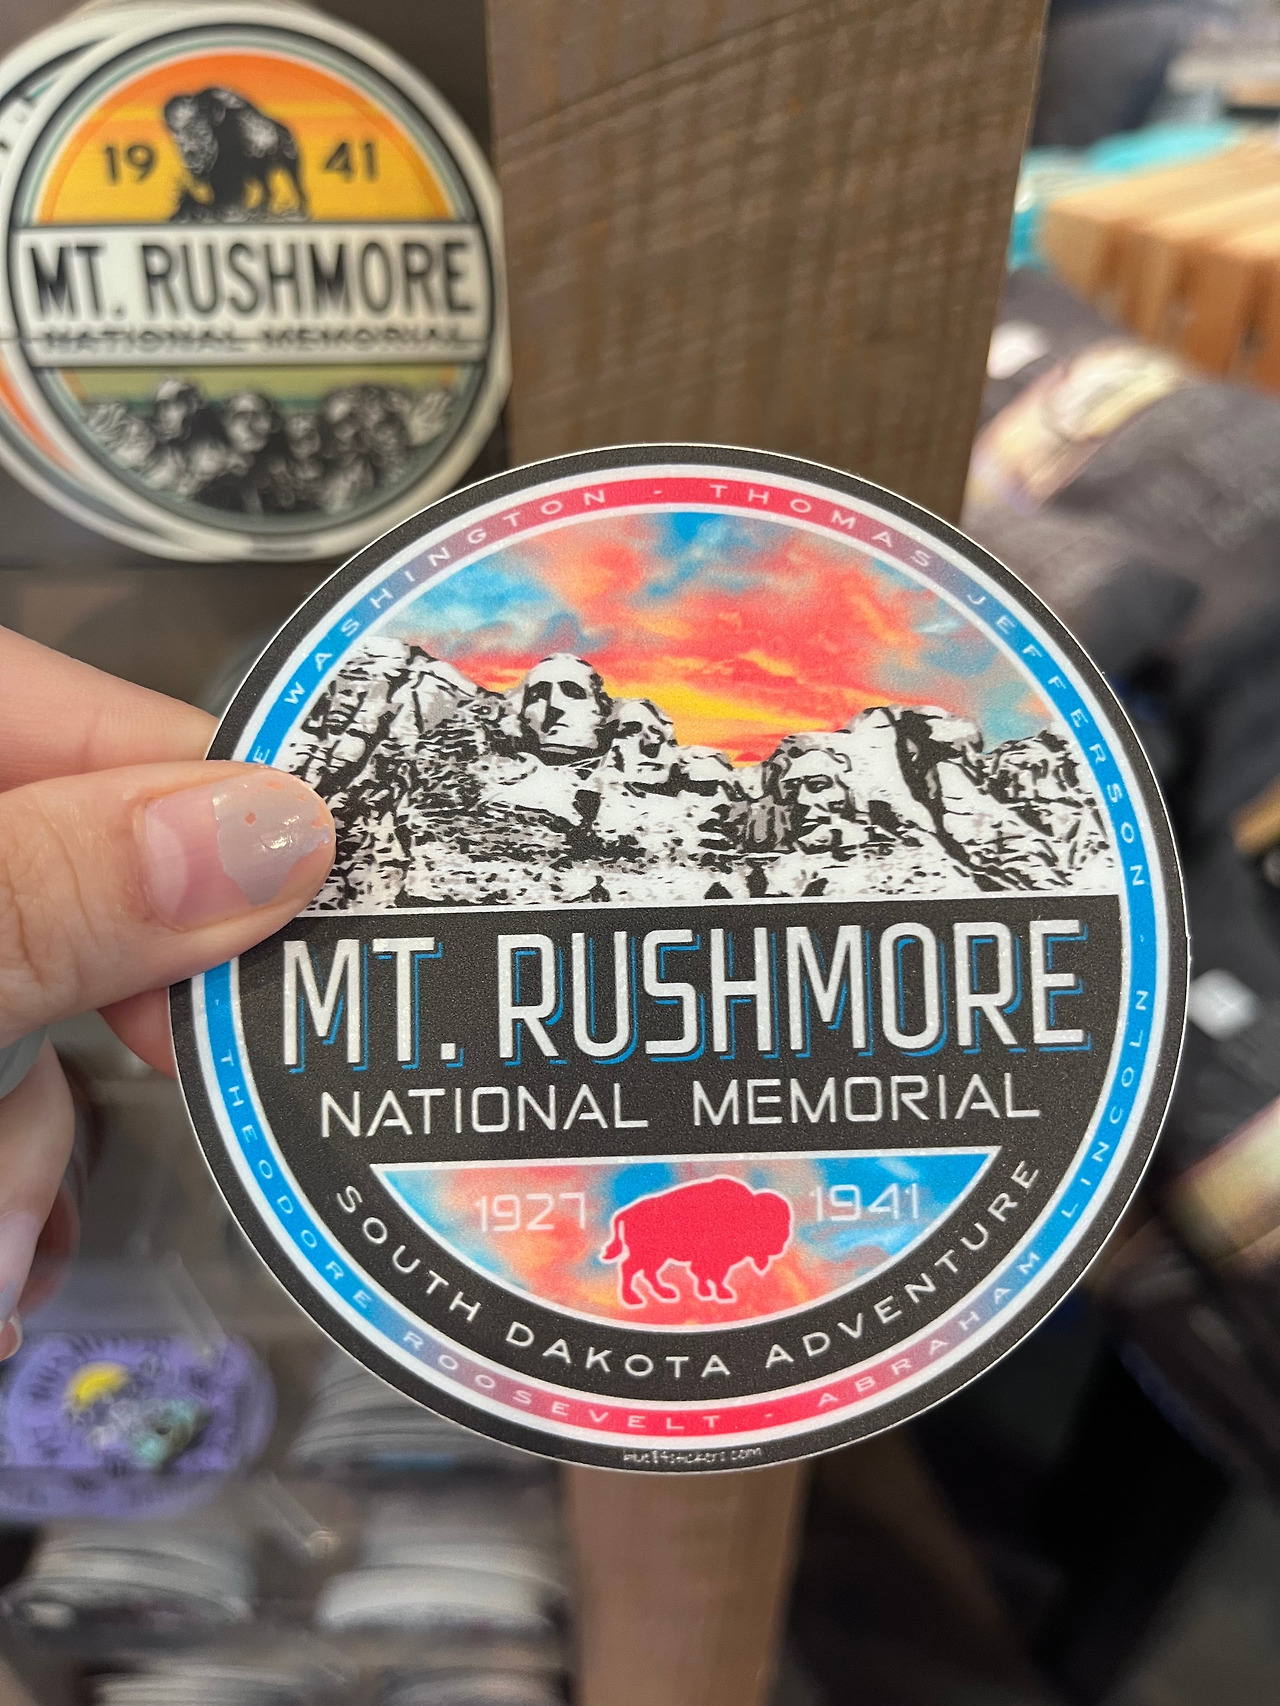 19 41
MT. RUSHMORE
NATIONAL MEMORIAL
E WASHINGTON - THOMAS JEFFERSON -
MT. RUSHMORE
NATIONAL MEMORIAL
1927 1941
SOUTH DAKOTA ADVENTURE
- THEODORE ROOSEVELT - ABRAHAM LINCOLN